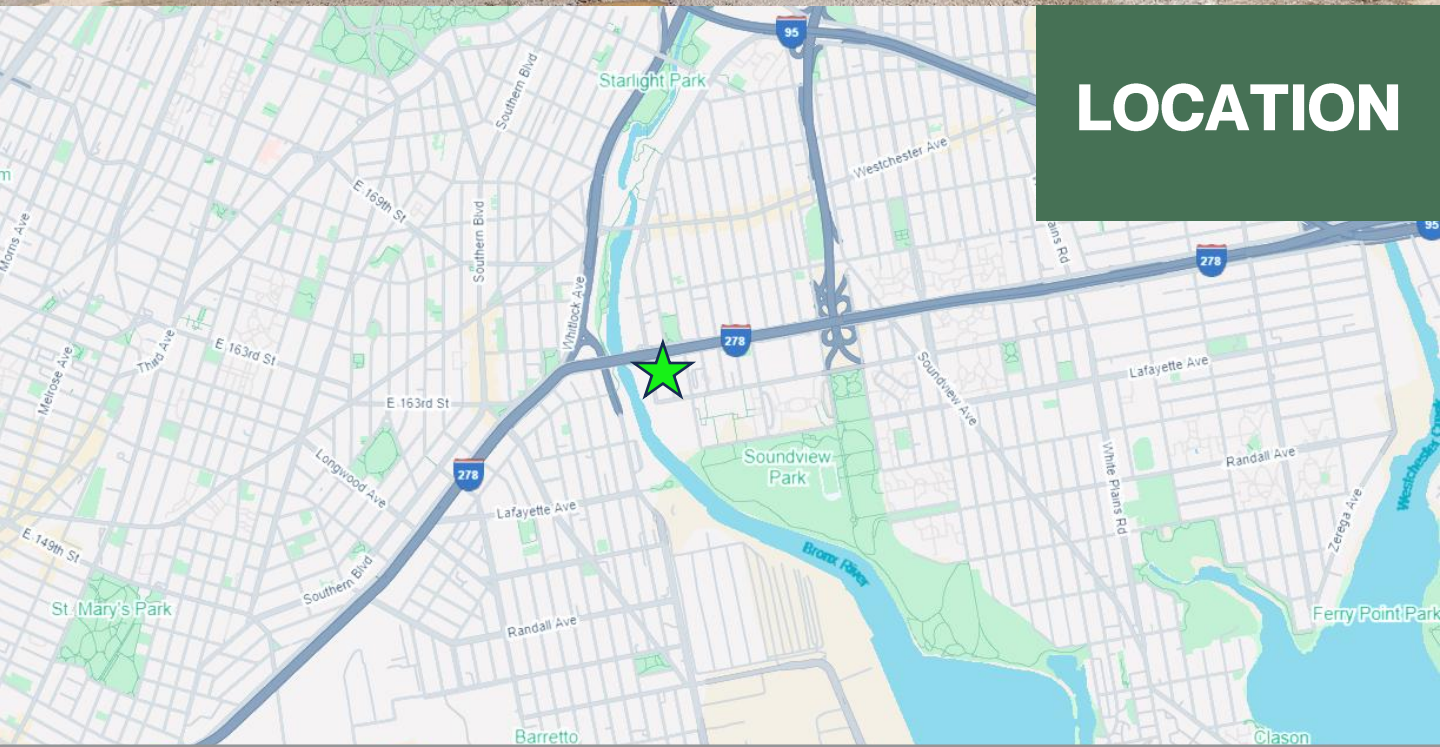 95
LOCATION
Starlight Park
Southern Blvd
Westchester Ave
E 169th St
Southern Blvd
Morris Ave
95
278
Whitlock Ave
278
Third Ave
E 163rd St
Melrose Ave
Soundview Ave
Lafayette Ave
E 163rd St
278
Soundview
Park
Longwood Ave
White Plains Rd
Randall Ave
Westchester Creek
Lafayette Ave
Zerega Ave
E 149th St
Bronx River
Southern Blvd
St. Mary's Park
Ferry Point Park
Randall Ave
Barretto
Clason